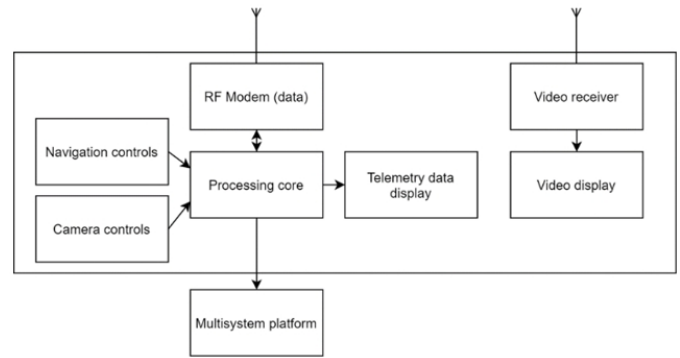 RF Modem (data)
Video receiver
Navigation controls
Processing core
Telemetry data
display
Video display
Camera controls
Multisystem platform